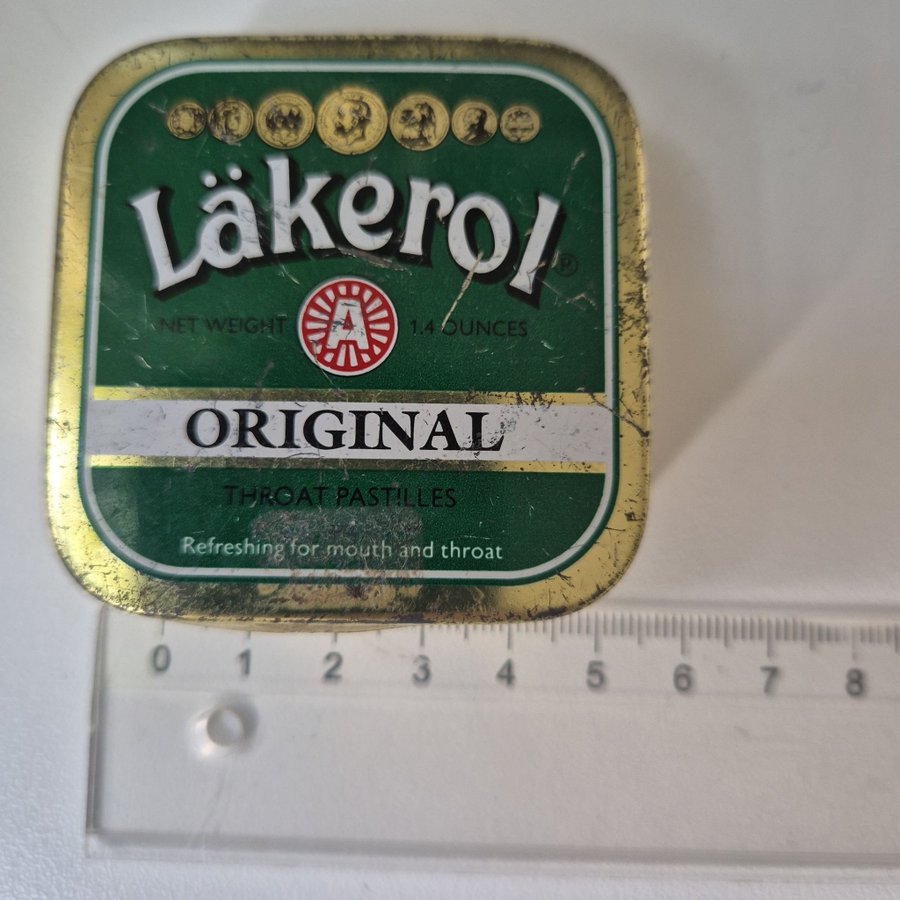 Läkerol®
NET WEIGHT A 1.4 OUNCES
ORIGINAL
THROAT PASTILLES
Refreshing for mouth and throat
0 1 2 3 4 5 6 7 8